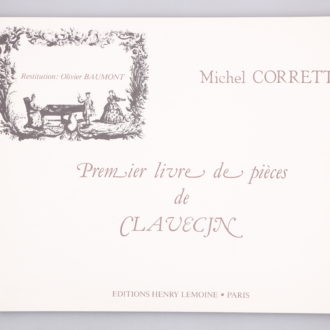 Restitution: Olivier BAUMONT
Michel CORRETT
Premier livre de pièces
de
CLAVECIN
EDITIONS HENRY LEMOINE • PARIS